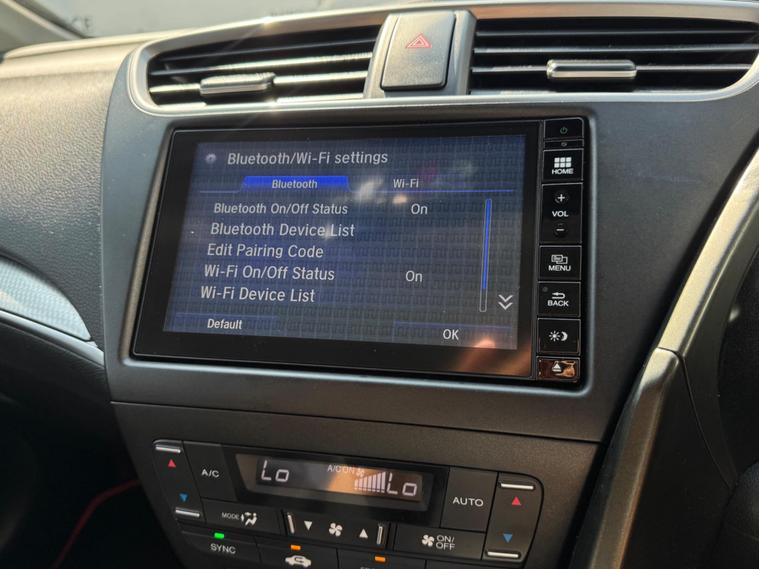 Bluetooth/Wi-Fi settings
Bluetooth Wi-Fi
Bluetooth On/Off Status On
Bluetooth Device List
Edit Pairing Code
Wi-Fi On/Off Status On
Wi-Fi Device List
Default OK
HOME
+
VOL
-
MENU
BACK
A/C Lo A/C ON Lo AUTO
MODE ON/OFF
SYNC